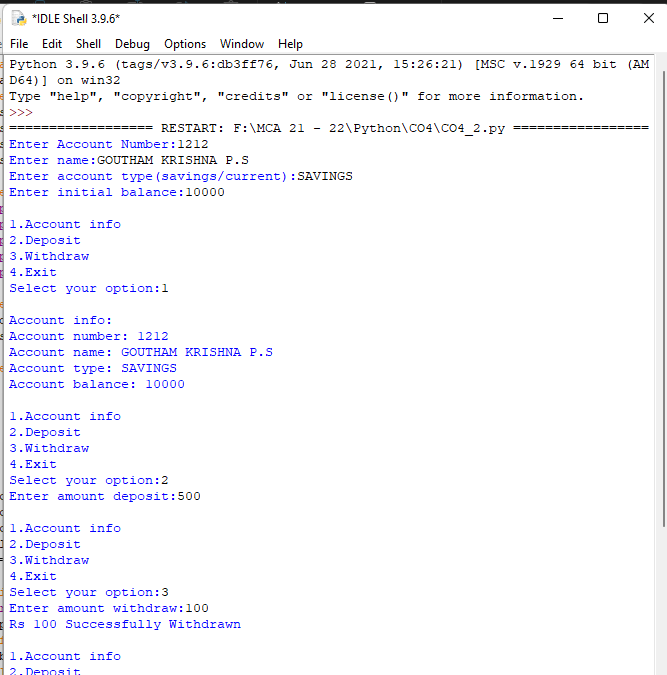 *IDLE Shell 3.9.6*
File Edit Shell Debug Options Window Help
Python 3.9.6 (tags/v3.9.6:db3ff76, Jun 28 2021, 15:26:21) [MSC v.1929 64 bit (AM
D64)] on win32
Type "help", "copyright", "credits" or "license()" for more information.
>>>
================== RESTART: F:\MCA 21 - 22\Python\CO4\CO4_2.py =================
Enter Account Number:1212
Enter name:GOUTHAM KRISHNA P.S
Enter account type(savings/current):SAVINGS
Enter initial balance:10000

1.Account info
2.Deposit
3.Withdraw
4.Exit
Select your option:1

Account info:
Account number: 1212
Account name: GOUTHAM KRISHNA P.S
Account type: SAVINGS
Account balance: 10000

1.Account info
2.Deposit
3.Withdraw
4.Exit
Select your option:2
Enter amount deposit:500

1.Account info
2.Deposit
3.Withdraw
4.Exit
Select your option:3
Enter amount withdraw:100
Rs 100 Successfully Withdrawn

1.Account info
2.Deposit